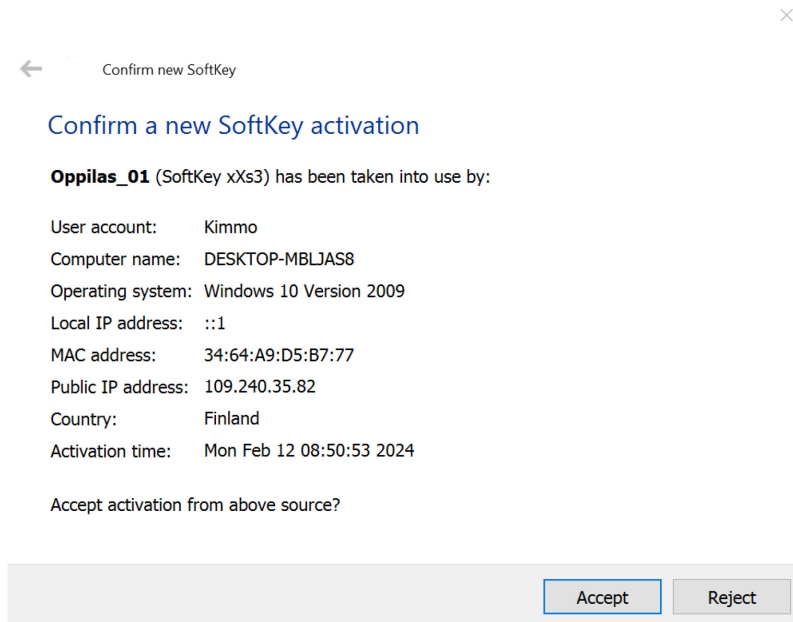 Confirm new SoftKey
Confirm a new SoftKey activation
Oppilas_01 (SoftKey xXs3) has been taken into use by:
User account: Kimmo
Computer name: DESKTOP-MBLJAS8
Operating system: Windows 10 Version 2009
Local IP address: ::1
MAC address: 34:64:A9:D5:B7:77
Public IP address: 109.240.35.82
Country: Finland
Activation time: Mon Feb 12 08:50:53 2024
Accept activation from above source?
Accept Reject